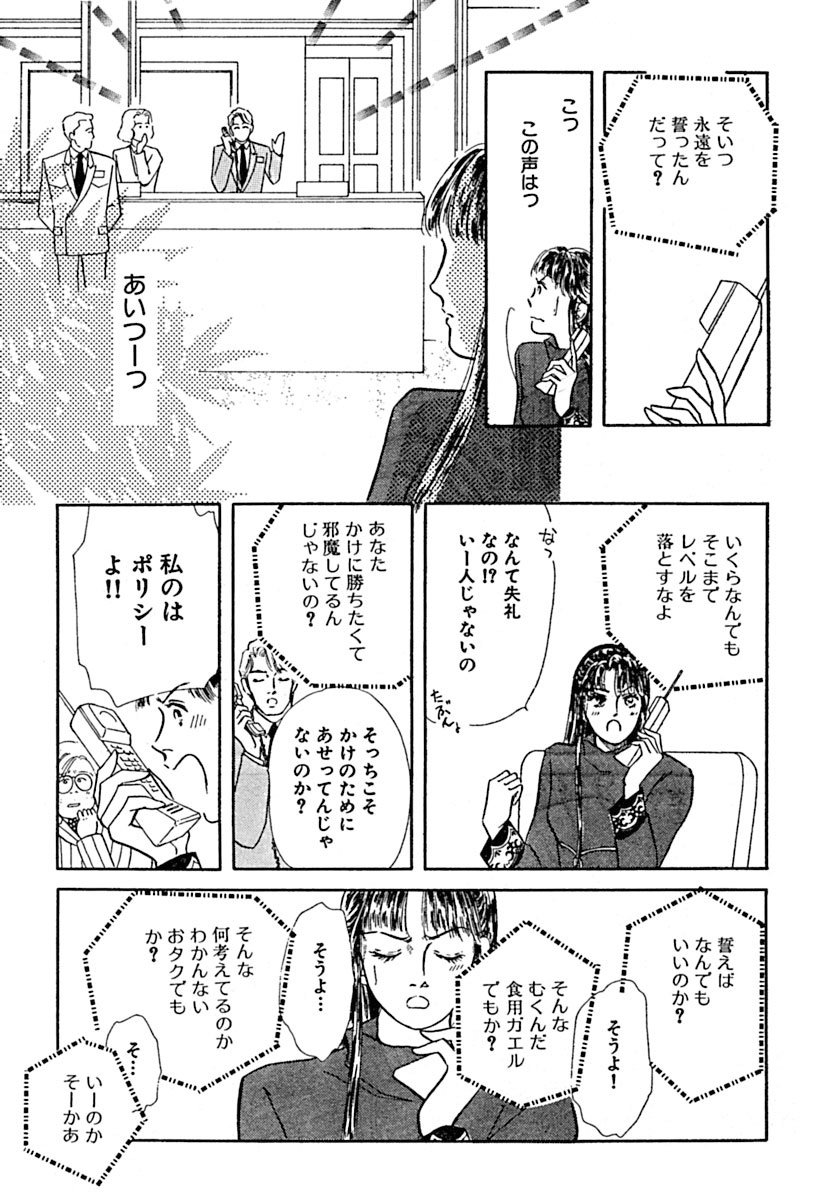 そいつ
永遠を
誓ったん
だって?
こっ
この声はっ
あいつーっ
いくらなんでも
そこまで
レベルを
落とすなよ
なっ
なんて失礼
なの!?
いー人じゃないの
たぶんよ
あなた
かけに勝ちたくて
邪魔してるん
じゃないの?
そっちこそ
かけのために
あせってんじゃ
ないのか?
私のは
ポリシー
よ!!
誓えば
なんでも
いいのか?
そうよ!
そんな
むくんだ
食用ガエル
でもか?
そうよ…
そんな
何考えてるのか
わかんない
おタクでも
か?
そ…
いーのか
そーかあ